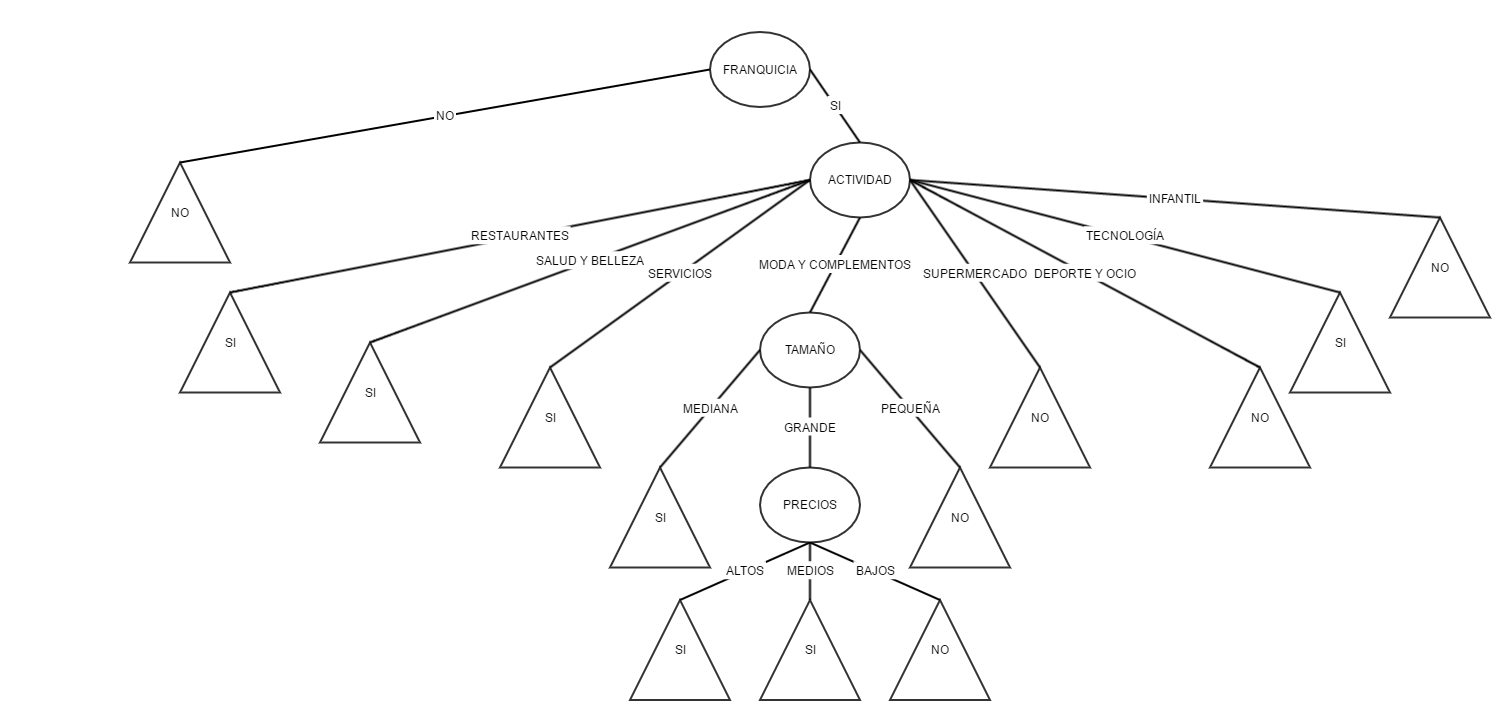 FRANQUICIA
SI
NO
ACTIVIDAD
INFANTIL
NO
RESTAURANTES
TECNOLOGÍA
SALUD Y BELLEZA
MODA Y COMPLEMENTOS
SERVICIOS
SUPERMERCADO
DEPORTE Y OCIO
NO
SI
SI
TAMAÑO
SI
SI
NO
NO
MEDIANA
PEQUEÑA
GRANDE
PRECIOS
SI
NO
ALTOS
MEDIOS
BAJOS
SI
SI
NO